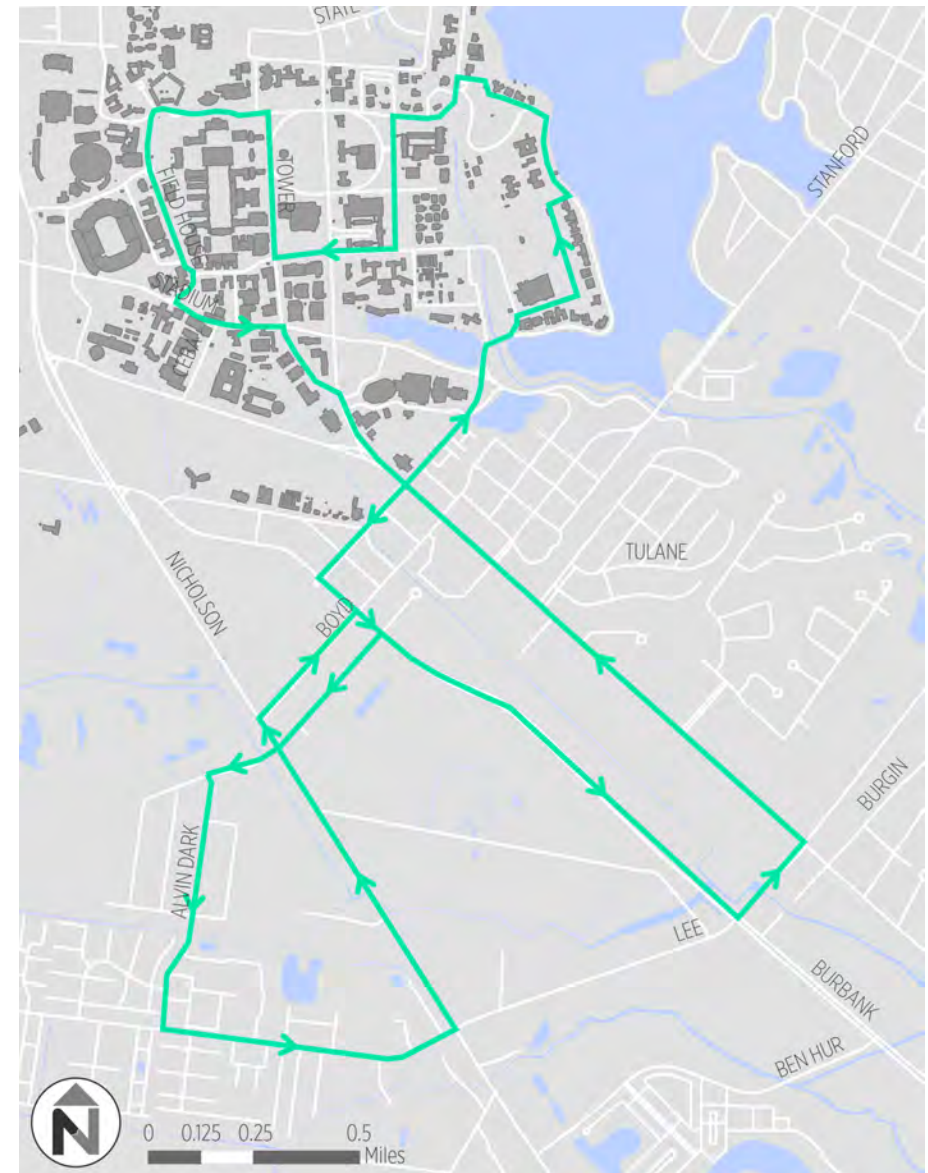 STATE
STANFORD
FIELD HOUSE
TOWER
STADIUM
CEBA
TULANE
NICHOLSON
BOYD
BURGIN
ALVIN DARK
LEE
BURBANK
BEN HUR
N
0 0.125 0.25 0.5
Miles